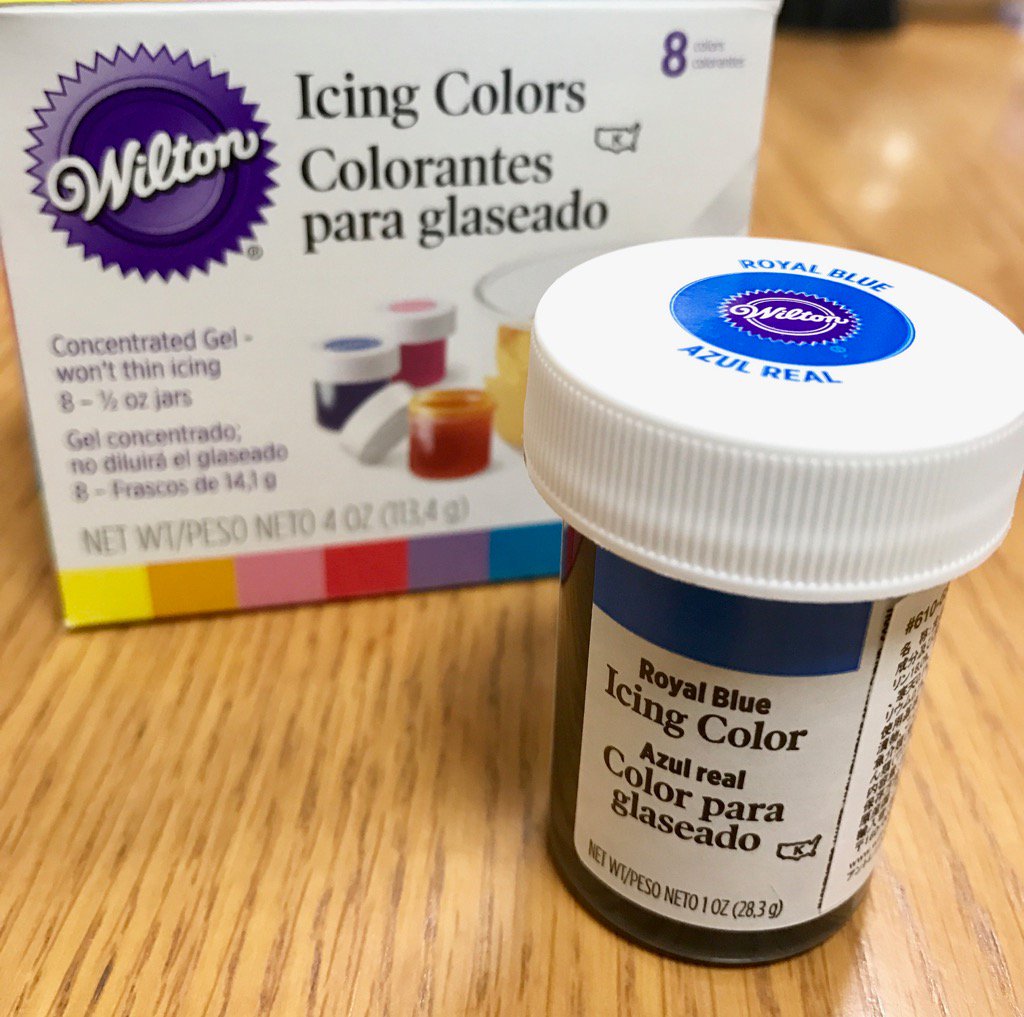 Wilton
®
Icing Colors
Colorantes
para glaseado
K
8 colors
colorantes
Concentrated Gel -
won't thin icing
8 – ½ oz jars
Gel concentrado;
no diluirá el glaseado
8 – Frascos de 14,1 g
NET WT/PESO NETO 4 OZ (113,4 g)
ROYAL BLUE
Wilton
AZUL REAL
Royal Blue
Icing Color
Azul real
Color para
glaseado
K
NET WT/PESO NETO 1 OZ (28,3 g)
#610-